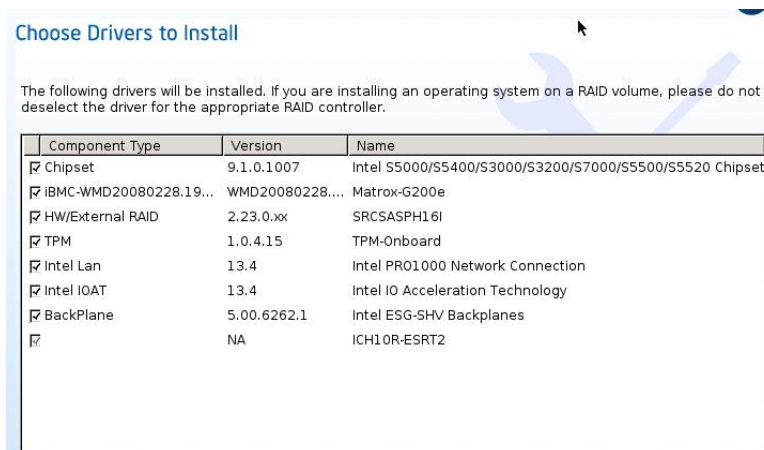 Choose Drivers to Install
The following drivers will be installed. If you are installing an operating system on a RAID volume, please do not
deselect the driver for the appropriate RAID controller.
Component Type Version Name
Chipset 9.1.0.1007 Intel S5000/S5400/S3000/S3200/S7000/S5500/S5520 Chipset
iBMC-WMD20080228.19... WMD20080228.... Matrox-G200e
HW/External RAID 2.23.0.xx SRCSASPH16I
TPM 1.0.4.15 TPM-Onboard
Intel Lan 13.4 Intel PRO1000 Network Connection
Intel IOAT 13.4 Intel IO Acceleration Technology
BackPlane 5.00.6262.1 Intel ESG-SHV Backplanes
NA ICH10R-ESRT2